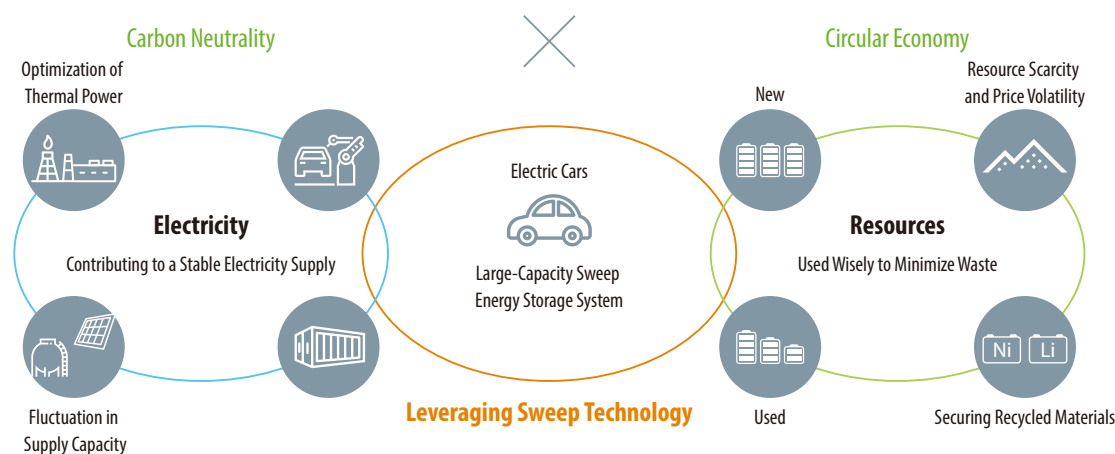 Carbon Neutrality
Circular Economy
Optimization of
Thermal Power
New
Resource Scarcity
and Price Volatility
Electricity
Contributing to a Stable Electricity Supply
Electric Cars
Large-Capacity Sweep
Energy Storage System
Resources
Used Wisely to Minimize Waste
Ni
Li
Fluctuation in
Supply Capacity
Leveraging Sweep Technology
Used
Securing Recycled Materials